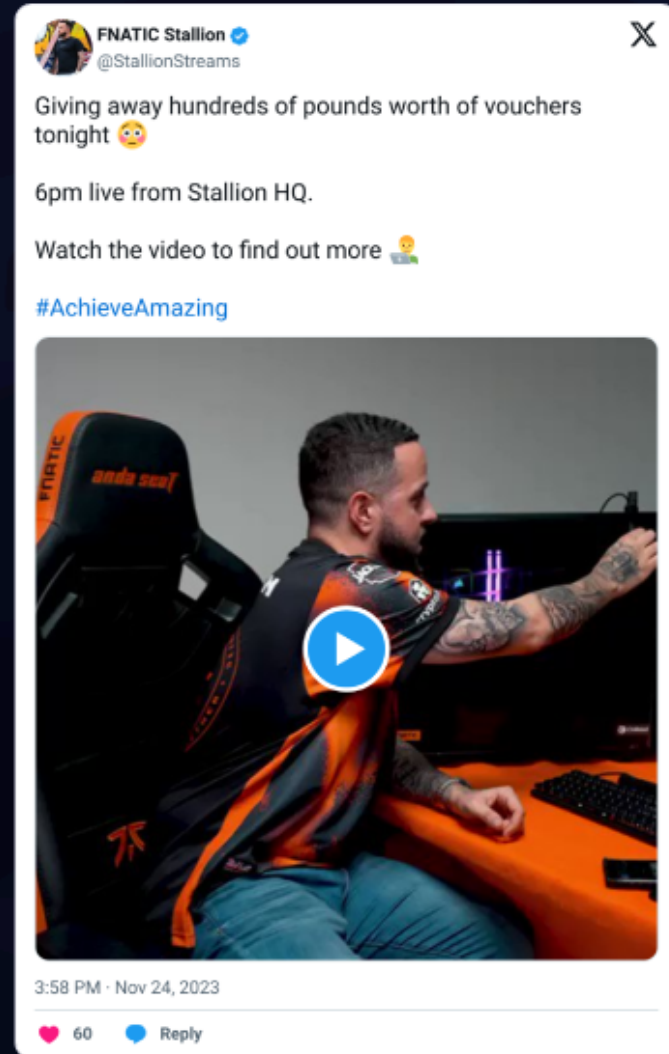 FNATIC Stallion
@StallionStreams
Giving away hundreds of pounds worth of vouchers
tonight 😳
6pm live from Stallion HQ.
Watch the video to find out more 🧑‍💻
#AchieveAmazing
FNATIC
anda seaT
3:58 PM · Nov 24, 2023
60 Reply